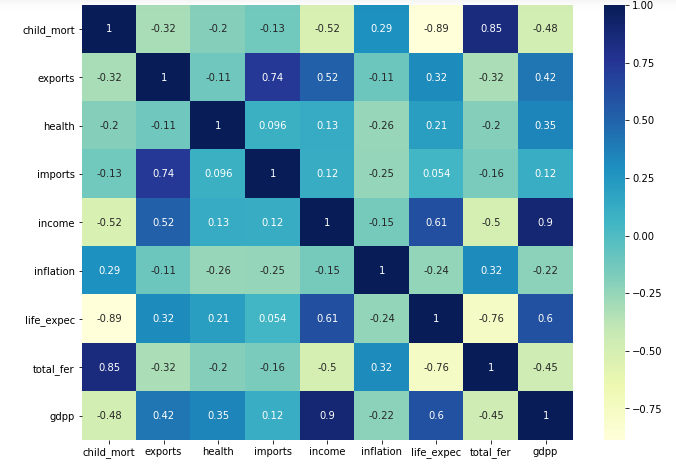 child_mort 1 -0.32 -0.2 -0.13 -0.52 0.29 -0.89 0.85 -0.48
exports -0.32 1 -0.11 0.74 0.52 -0.11 0.32 -0.32 0.42
health -0.2 -0.11 1 0.096 0.13 -0.26 0.21 -0.2 0.35
imports -0.13 0.74 0.096 1 0.12 -0.25 0.054 -0.16 0.12
income -0.52 0.52 0.13 0.12 1 -0.15 0.61 -0.5 0.9
inflation 0.29 -0.11 -0.26 -0.25 -0.15 1 -0.24 0.32 -0.22
life_expec -0.89 0.32 0.21 0.054 0.61 -0.24 1 -0.76 0.6
total_fer 0.85 -0.32 -0.2 -0.16 -0.5 0.32 -0.76 1 -0.45
gdpp -0.48 0.42 0.35 0.12 0.9 -0.22 0.6 -0.45 1
child_mort exports health imports income inflation life_expec total_fer gdpp
1.00
0.75
0.50
0.25
0.00
−0.25
−0.50
−0.75